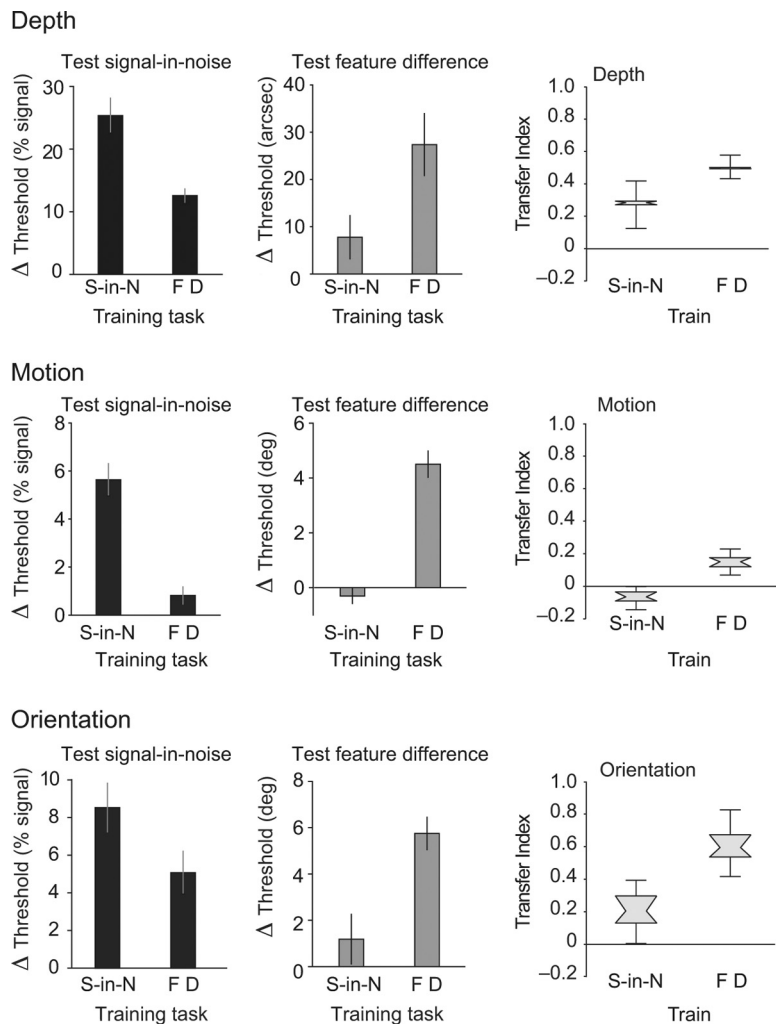 Depth
Test signal-in-noise
Δ Threshold (% signal)
30
20
10
0
S-in-N F D
Training task
Test feature difference
Δ Threshold (arcsec)
40
30
20
10
0
S-in-N F D
Training task
Depth
Transfer Index
1.0
0.8
0.6
0.4
0.2
0
–0.2
S-in-N F D
Train
Motion
Test signal-in-noise
Δ Threshold (% signal)
8
6
4
2
0
S-in-N F D
Training task
Test feature difference
Δ Threshold (deg)
6
4
2
0
S-in-N F D
Training task
Motion
Transfer Index
1.0
0.8
0.6
0.4
0.2
0
–0.2
S-in-N F D
Train
Orientation
Test signal-in-noise
Δ Threshold (% signal)
10
8
6
4
2
0
S-in-N F D
Training task
Test feature difference
Δ Threshold (deg)
8
6
4
2
0
S-in-N F D
Training task
Orientation
Transfer Index
1.0
0.8
0.6
0.4
0.2
0
–0.2
S-in-N F D
Train